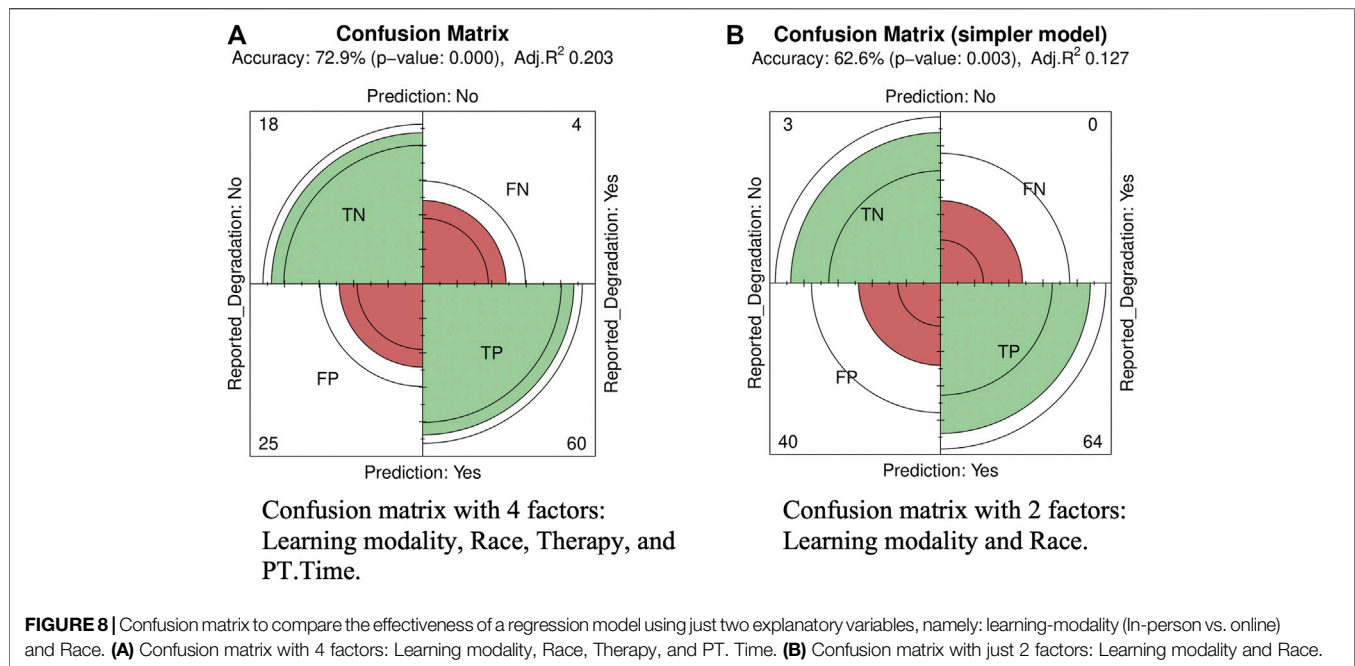 A
Confusion Matrix
Accuracy: 72.9% (p−value: 0.000),  Adj.R² 0.203
Prediction: No
18
4
Reported_Degradation: No
TN
FN
FP
TP
Reported_Degradation: Yes
25
60
Prediction: Yes
Confusion matrix with 4 factors:
Learning modality, Race, Therapy, and
PT.Time.
B
Confusion Matrix (simpler model)
Accuracy: 62.6% (p−value: 0.003),  Adj.R² 0.127
Prediction: No
3
0
Reported_Degradation: No
TN
FN
FP
TP
Reported_Degradation: Yes
40
64
Prediction: Yes
Confusion matrix with 2 factors:
Learning modality and Race.
FIGURE 8 | Confusion matrix to compare the effectiveness of a regression model using just two explanatory variables, namely: learning-modality (In-person vs. online)
and Race. (A) Confusion matrix with 4 factors: Learning modality, Race, Therapy, and PT. Time. (B) Confusion matrix with just 2 factors: Learning modality and Race.